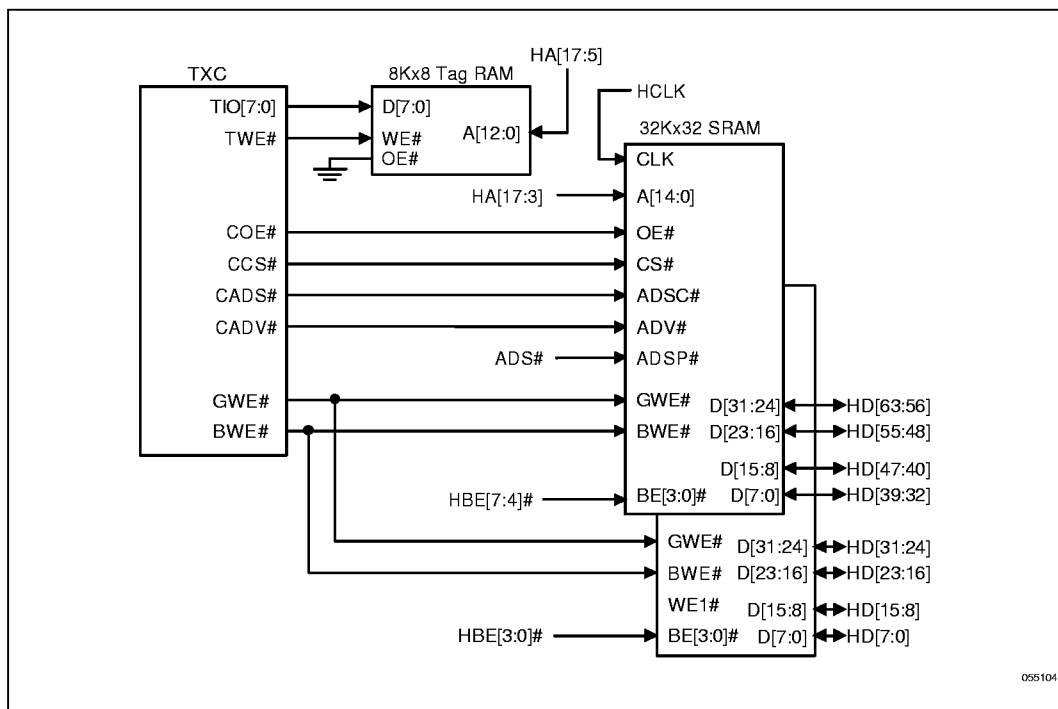 HA[17:5]
TXC
8Kx8 Tag RAM
TIO[7:0]
D[7:0]
HCLK
A[12:0]
TWE#
WE#
OE#
32Kx32 SRAM
CLK
HA[17:3]
A[14:0]
COE#
OE#
CCS#
CS#
CADS#
ADSC#
CADV#
ADV#
ADS#
ADSP#
GWE#
GWE#
D[31:24]
HD[63:56]
BWE#
BWE#
D[23:16]
HD[55:48]
D[15:8]
HD[47:40]
HBE[7:4]#
BE[3:0]#
D[7:0]
HD[39:32]
GWE#
D[31:24]
HD[31:24]
BWE#
D[23:16]
HD[23:16]
WE1#
D[15:8]
HD[15:8]
HBE[3:0]#
BE[3:0]#
D[7:0]
HD[7:0]
055104